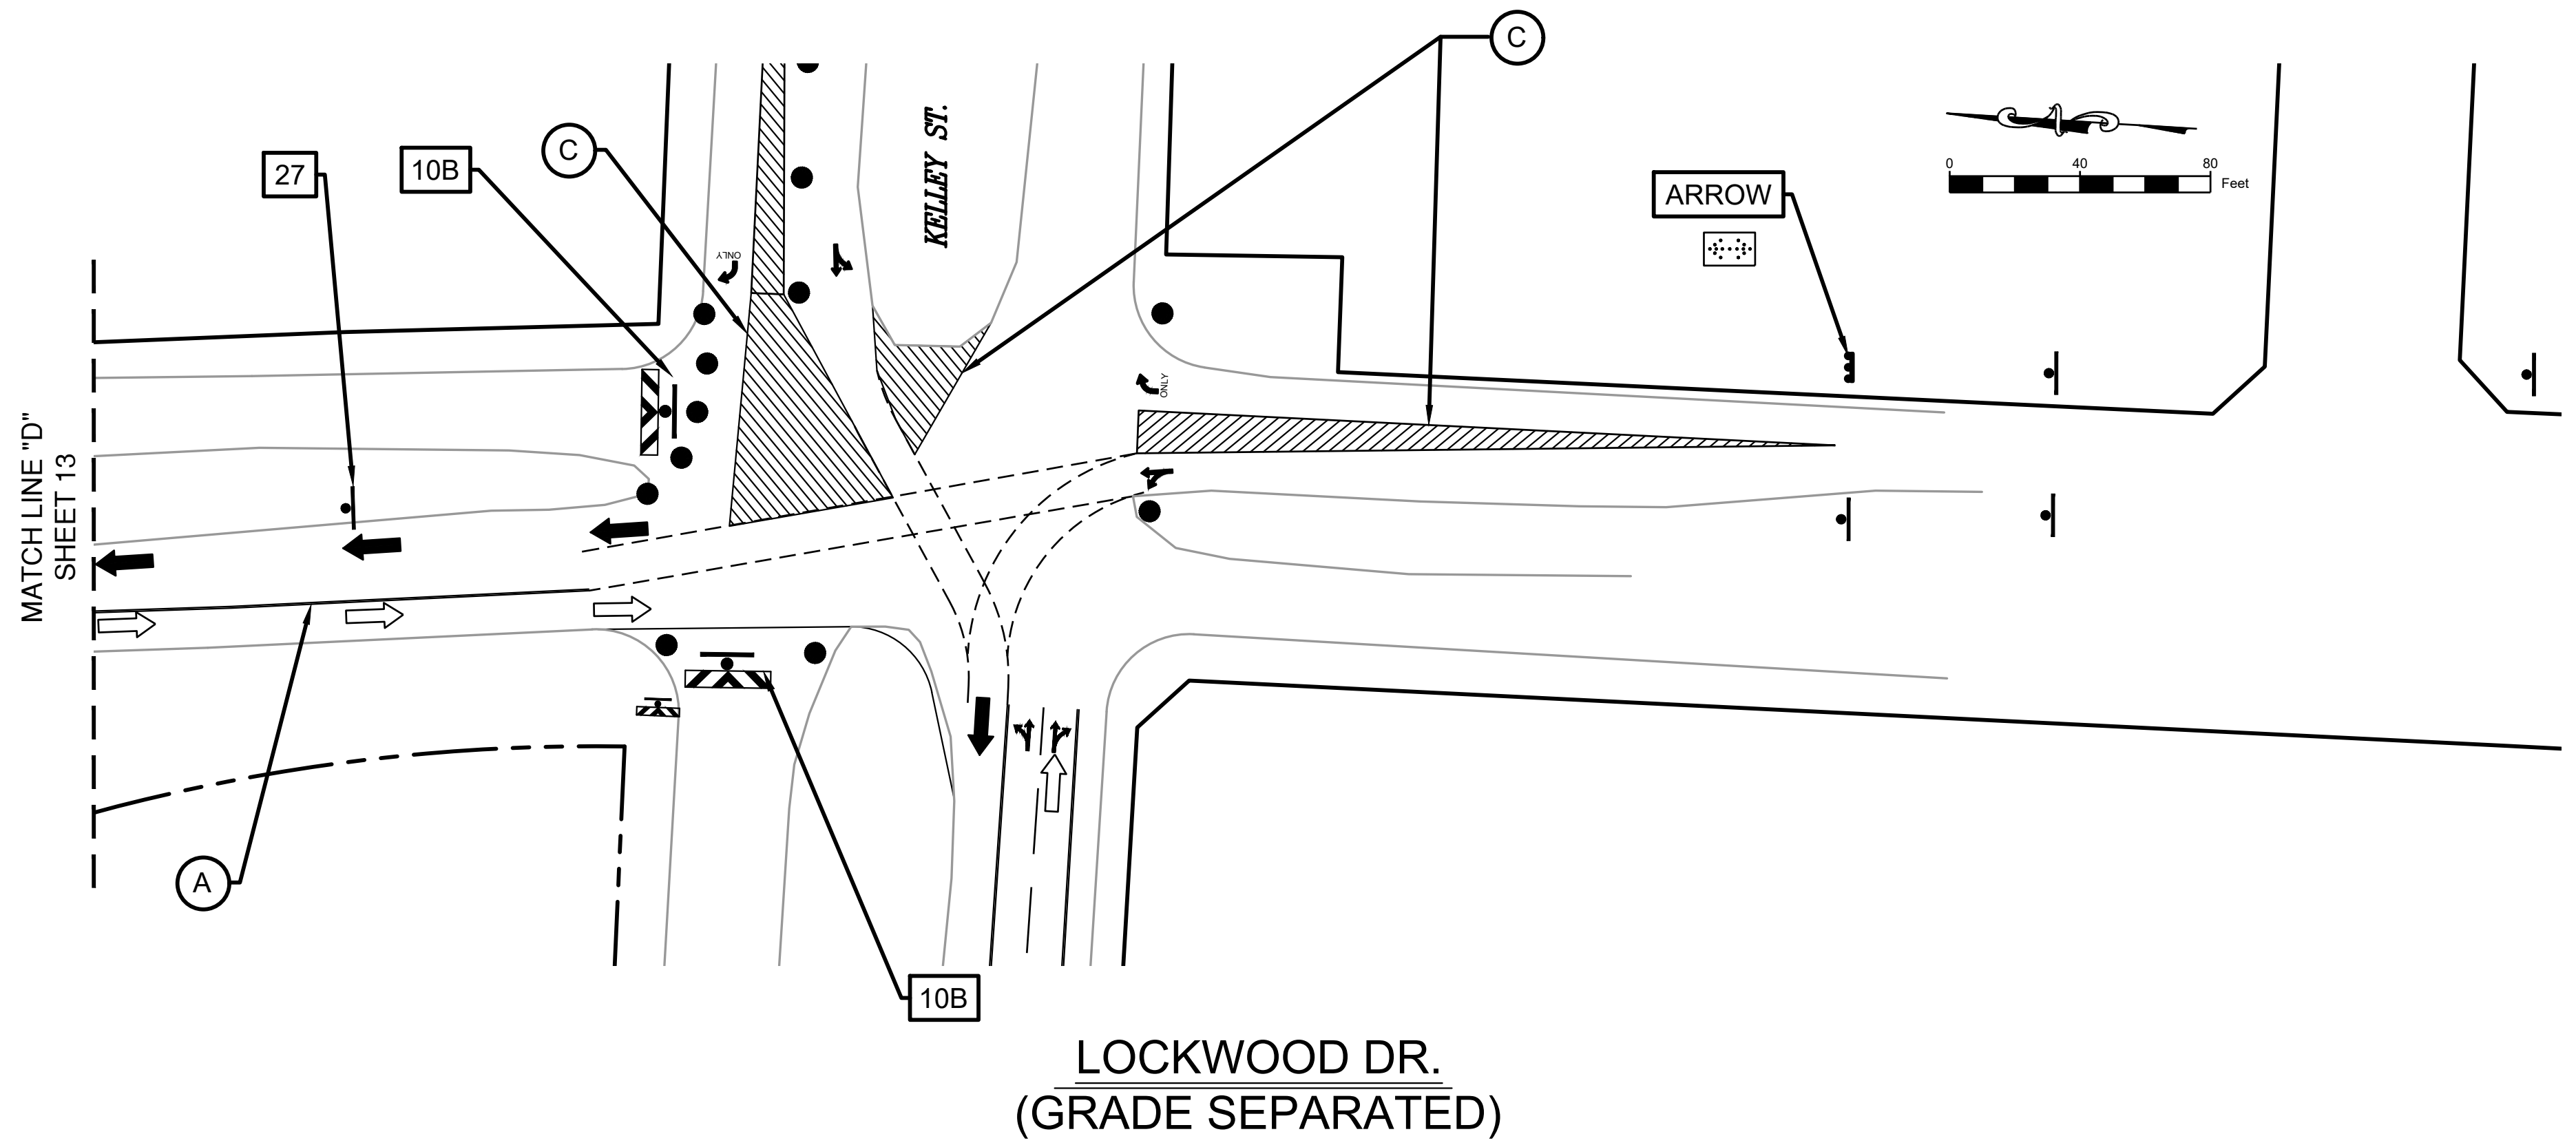 C
KELLEY ST.
27
10B
C
0 40 80
Feet
ARROW
ONLY
ONLY
MATCH LINE "D"
SHEET 13
A
10B
LOCKWOOD DR.
(GRADE SEPARATED)